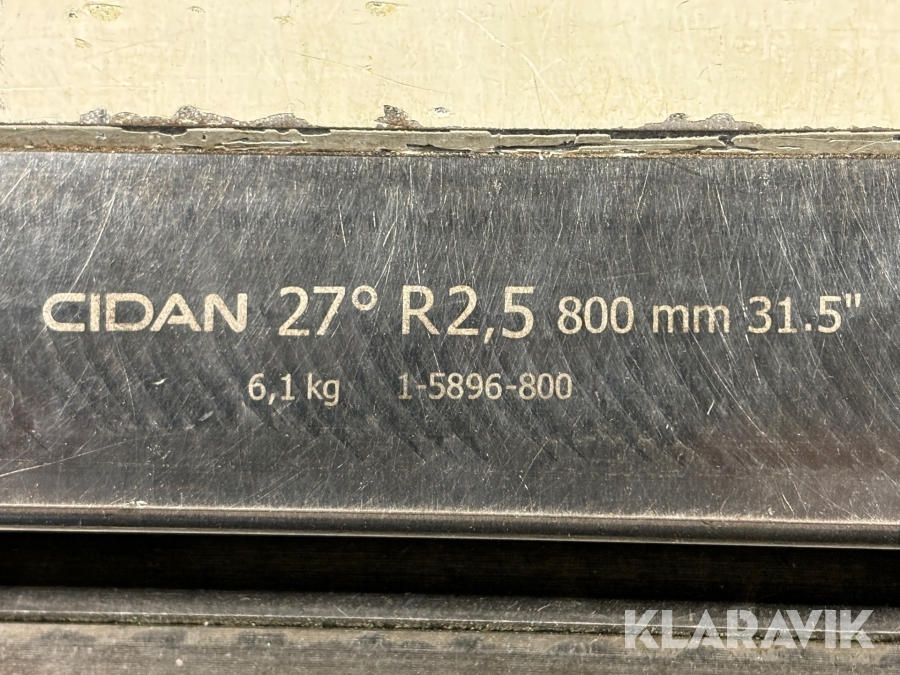 CIDAN 27° R2,5 800 mm 31.5"
6,1 kg 1-5896-800
KLARAVIK